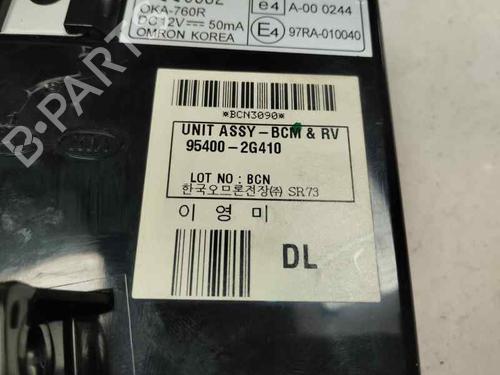 OKA-760R
DC12V⎓50mA
OMRON KOREA
e4 A-00 0244
E4 97RA-010040
*BCN3090*
UNIT ASSY-BCM & RV
95400-2G410
LOT NO : BCN
한국오므론전장㈜ SR73
이 영 미
DL
KIA